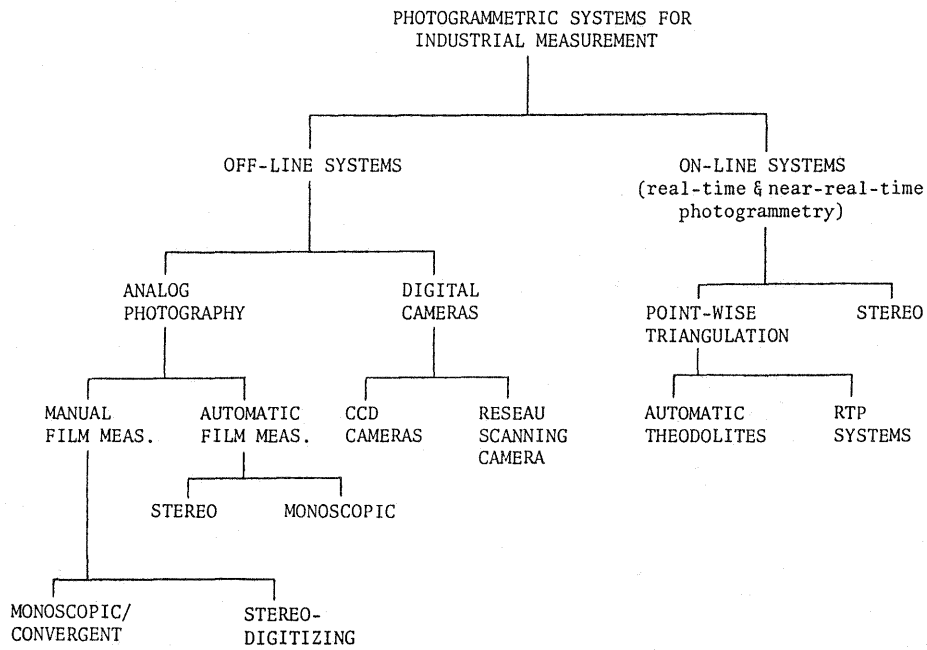 PHOTOGRAMMETRIC SYSTEMS FOR
INDUSTRIAL MEASUREMENT
OFF-LINE SYSTEMS
ON-LINE SYSTEMS
(real-time & near-real-time
photogrammetry)
ANALOG
PHOTOGRAPHY
DIGITAL
CAMERAS
POINT-WISE
TRIANGULATION
STEREO
MANUAL
FILM MEAS.
AUTOMATIC
FILM MEAS.
CCD
CAMERAS
RESEAU
SCANNING
CAMERA
AUTOMATIC
THEODOLITES
RTP
SYSTEMS
STEREO
MONOSCOPIC
MONOSCOPIC/
CONVERGENT
STEREO-
DIGITIZING